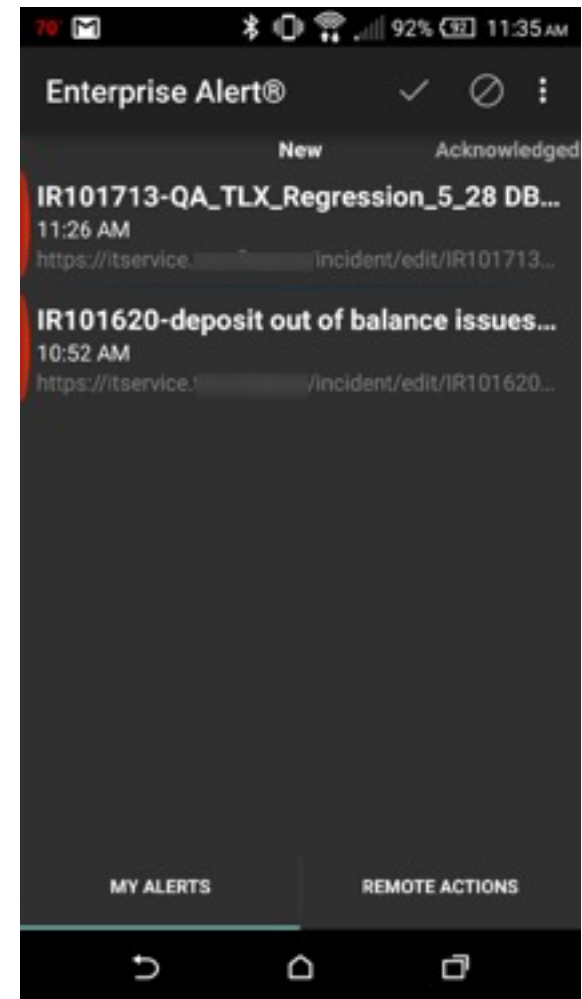 70° 92% 92 11:35 AM
Enterprise Alert®
New Acknowledged
IR101713-QA_TLX_Regression_5_28 DB...
11:26 AM
https://itservice. incident/edit/IR101713...
IR101620-deposit out of balance issues...
10:52 AM
https://itservice. /incident/edit/IR101620...
MY ALERTS REMOTE ACTIONS